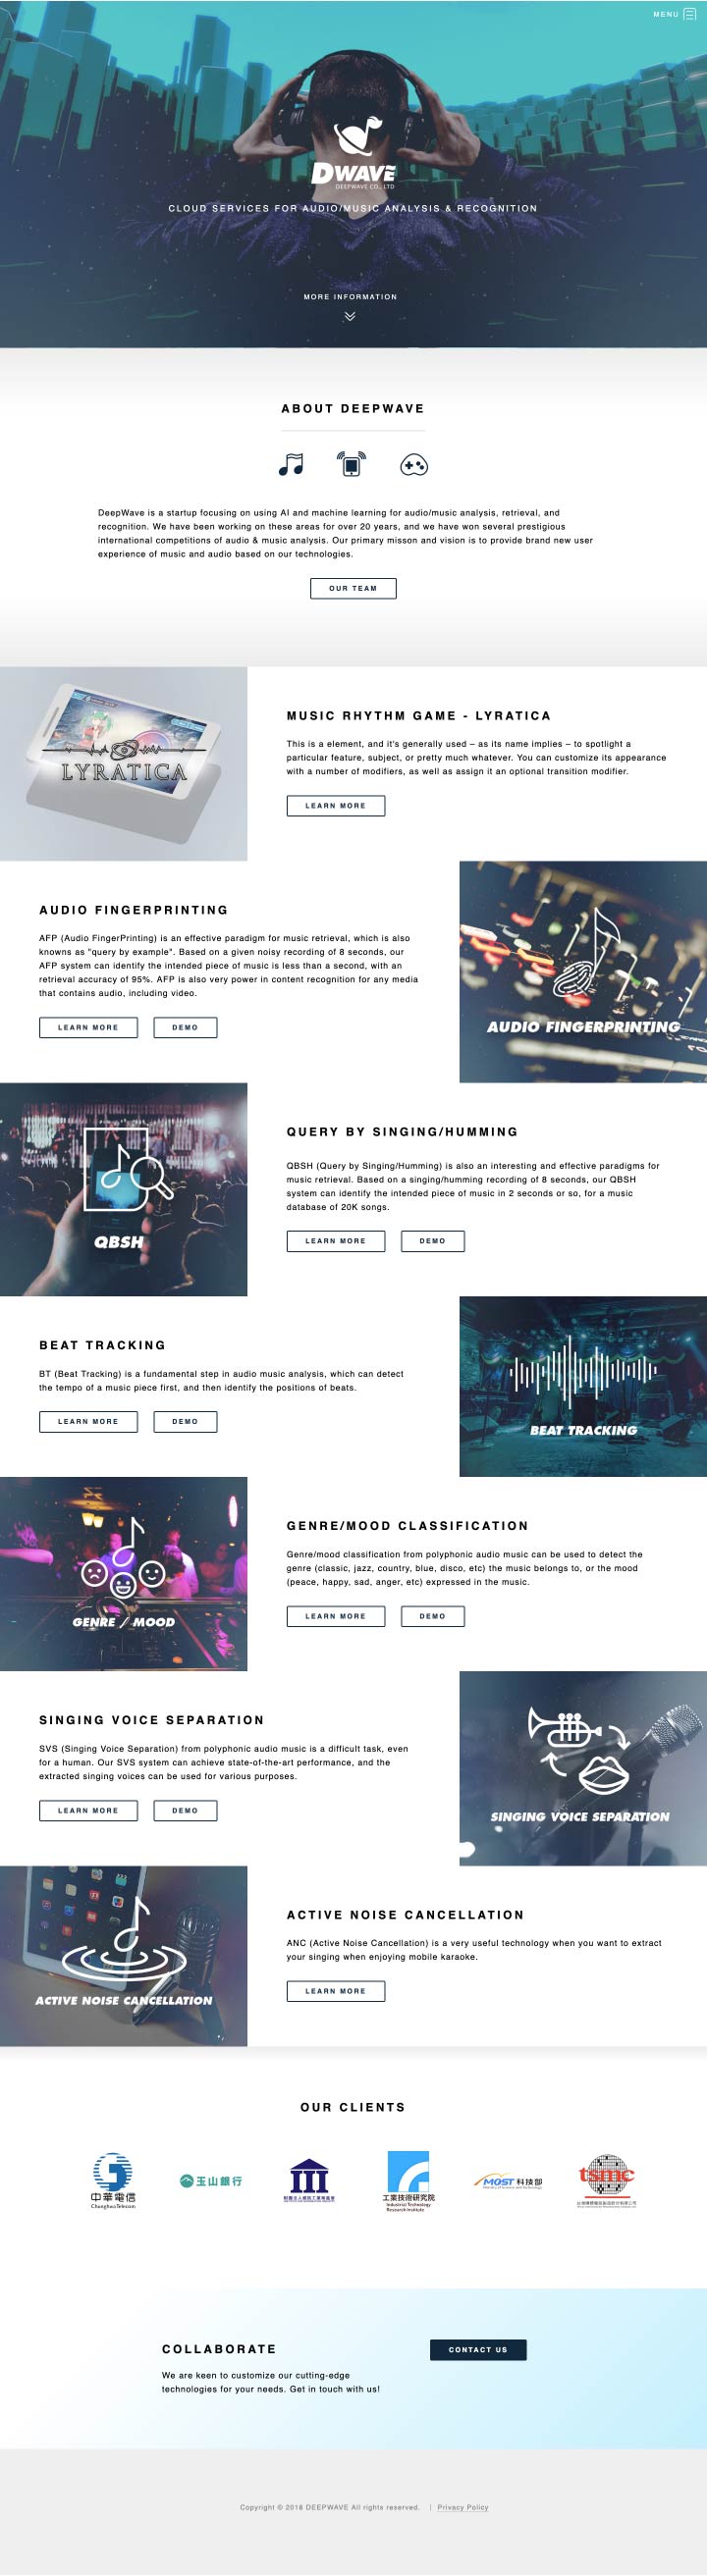 MENU
DWAVE
DEEPWAVE CO., LTD
CLOUD SERVICES FOR AUDIO/MUSIC ANALYSIS & RECOGNITION
MORE INFORMATION
ABOUT DEEPWAVE
DeepWave is a startup focusing on using AI and machine learning for audio/music analysis, retrieval, and
recognition. We have been working on these areas for over 20 years, and we have won several prestigious
international competitions of audio & music analysis. Our primary misson and vision is to provide brand new user
experience of music and audio based on our technologies.
OUR TEAM
LYRATICA
MUSIC RHYTHM GAME - LYRATICA
This is a element, and it's generally used – as its name implies – to spotlight a
particular feature, subject, or pretty much whatever. You can customize its appearance
with a number of modifiers, as well as assign it an optional transition modifier.
LEARN MORE
AUDIO FINGERPRINTING
AFP (Audio FingerPrinting) is an effective paradigm for music retrieval, which is also
knowns as "query by example". Based on a given noisy recording of 8 seconds, our
AFP system can identify the intended piece of music is less than a second, with an
retrieval accuracy of 95%. AFP is also very power in content recognition for any media
that contains audio, including video.
LEARN MORE DEMO
AUDIO FINGERPRINTING
QBSH
QUERY BY SINGING/HUMMING
QBSH (Query by Singing/Humming) is also an interesting and effective paradigms for
music retrieval. Based on a singing/humming recording of 8 seconds, our QBSH
system can identify the intended piece of music in 2 seconds or so, for a music
database of 20K songs.
LEARN MORE DEMO
BEAT TRACKING
BT (Beat Tracking) is a fundamental step in audio music analysis, which can detect
the tempo of a music piece first, and then identify the positions of beats.
LEARN MORE DEMO
BEAT TRACKING
GENRE / MOOD
GENRE/MOOD CLASSIFICATION
Genre/mood classification from polyphonic audio music can be used to detect the
genre (classic, jazz, country, blue, disco, etc) the music belongs to, or the mood
(peace, happy, sad, anger, etc) expressed in the music.
LEARN MORE DEMO
SINGING VOICE SEPARATION
SVS (Singing Voice Separation) from polyphonic audio music is a difficult task, even
for a human. Our SVS system can achieve state-of-the-art performance, and the
extracted singing voices can be used for various purposes.
LEARN MORE DEMO
SINGING VOICE SEPARATION
ACTIVE NOISE CANCELLATION
ACTIVE NOISE CANCELLATION
ANC (Active Noise Cancellation) is a very useful technology when you want to extract
your singing when enjoying mobile karaoke.
LEARN MORE
OUR CLIENTS
中華電信
Chunghwa Telecom
玉山銀行
工業技術研究院
Industrial Technology
Research Institute
MOST 科技部
Ministry of Science and Technology
tsmc
COLLABORATE
We are keen to customize our cutting-edge
technologies for your needs. Get in touch with us!
CONTACT US
Copyright © 2018 DEEPWAVE All rights reserved. | Privacy Policy